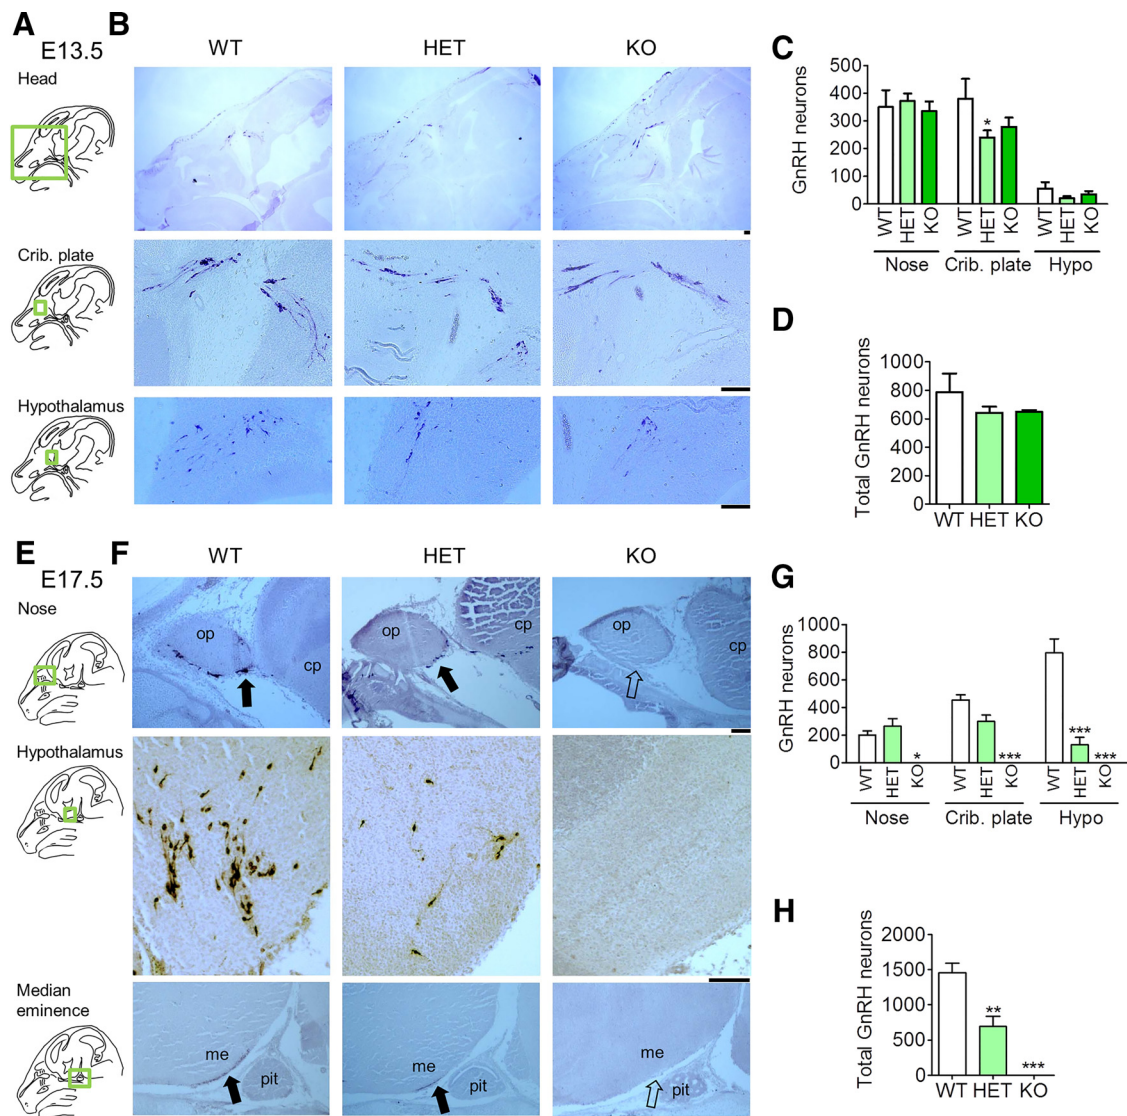 A
E13.5
Head
Crib. plate
Hypothalamus
B
WT HET KO
C
GnRH neurons
500
400
300
200
100
0
*
WT HET KO WT HET KO WT HET KO
Nose Crib. plate Hypo
D
Total GnRH neurons
1000
800
600
400
200
0
WT HET KO
E
E17.5
Nose
Hypothalamus
Median
eminence
F
WT HET KO
op cp
op cp
op cp
me pit
me pit
me pit
G
GnRH neurons
1000
800
600
400
200
0
* *** *** ***
WT HET KO WT HET KO WT HET KO
Nose Crib. plate Hypo
H
Total GnRH neurons
2000
1500
1000
500
0
** ***
WT HET KO